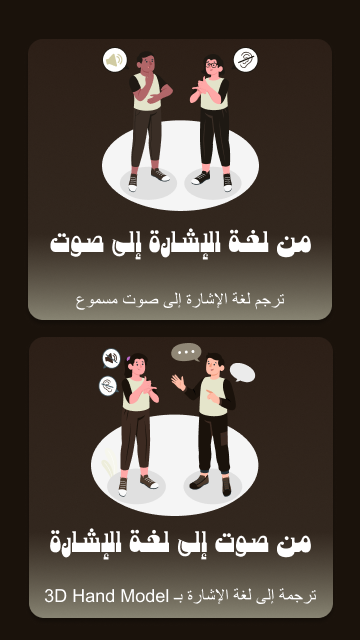 من لغة الإشارة إلى صوت
ترجم لغة الإشارة إلى صوت مسموع
من صوت إلى لغة الإشارة
ترجمة إلى لغة الإشارة بـ 3D Hand Model